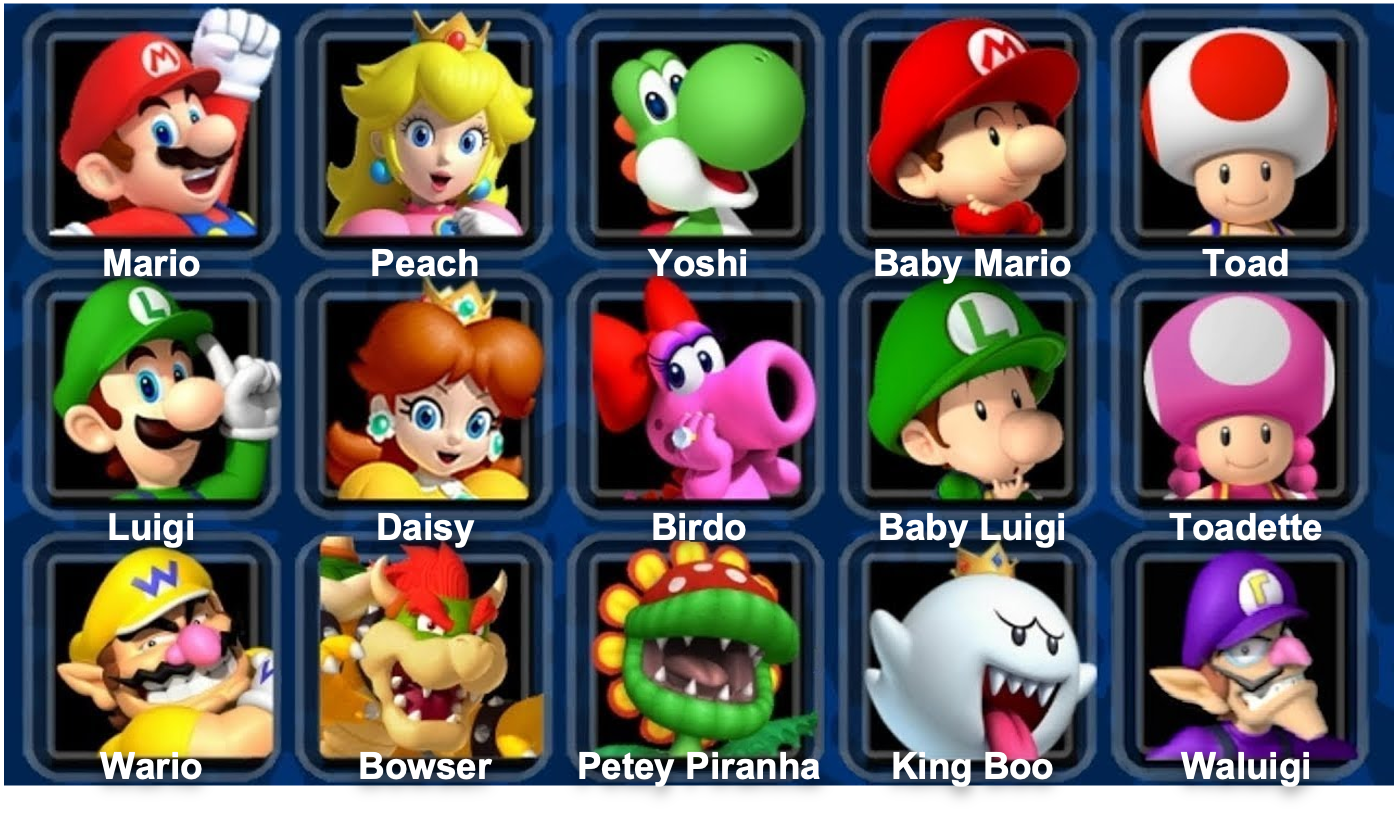 M
M
Mario
Peach
Yoshi
Baby Mario
Toad
L
L
Luigi
Daisy
Birdo
Baby Luigi
Toadette
W
Γ
Wario
Bowser
Petey Piranha
King Boo
Waluigi